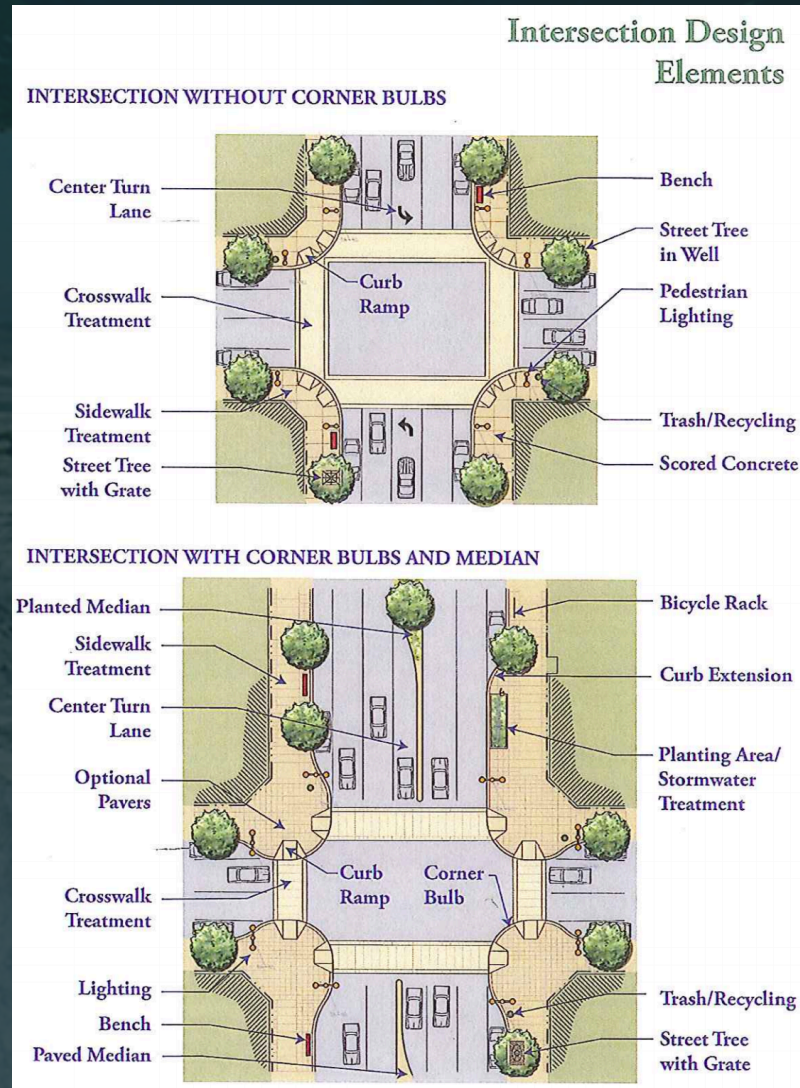 Intersection Design
Elements
INTERSECTION WITHOUT CORNER BULBS
Center Turn
Lane
Bench
Street Tree
in Well
Curb
Ramp
Crosswalk
Treatment
Pedestrian
Lighting
Sidewalk
Treatment
Trash/Recycling
Street Tree
with Grate
Scored Concrete
INTERSECTION WITH CORNER BULBS AND MEDIAN
Planted Median
Bicycle Rack
Sidewalk
Treatment
Curb Extension
Center Turn
Lane
Planting Area/
Stormwater
Treatment
Optional
Pavers
Curb
Ramp
Corner
Bulb
Crosswalk
Treatment
Lighting
Trash/Recycling
Bench
Street Tree
with Grate
Paved Median